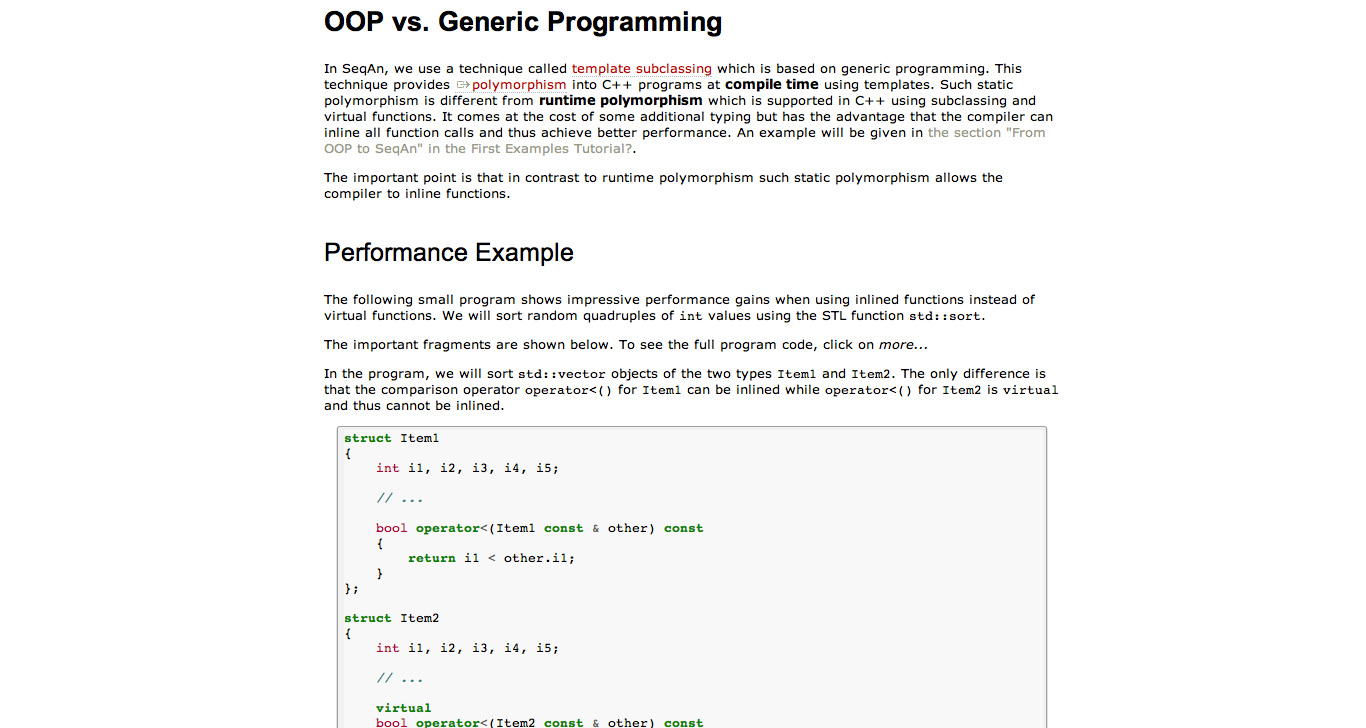 OOP vs. Generic Programming
In SeqAn, we use a technique called template subclassing which is based on generic programming. This
technique provides polymorphism into C++ programs at compile time using templates. Such static
polymorphism is different from runtime polymorphism which is supported in C++ using subclassing and
virtual functions. It comes at the cost of some additional typing but has the advantage that the compiler can
inline all function calls and thus achieve better performance. An example will be given in the section "From
OOP to SeqAn" in the First Examples Tutorial?.
The important point is that in contrast to runtime polymorphism such static polymorphism allows the
compiler to inline functions.
Performance Example
The following small program shows impressive performance gains when using inlined functions instead of
virtual functions. We will sort random quadruples of int values using the STL function std::sort.
The important fragments are shown below. To see the full program code, click on more...
In the program, we will sort std::vector objects of the two types Item1 and Item2. The only difference is
that the comparison operator operator<() for Item1 can be inlined while operator<() for Item2 is virtual
and thus cannot be inlined.
struct Item1
{
    int i1, i2, i3, i4, i5;
    // ...
    bool operator<(Item1 const & other) const
    {
        return i1 < other.i1;
    }
};
struct Item2
{
    int i1, i2, i3, i4, i5;
    // ...
    virtual
    bool operator<(Item2 const & other) const